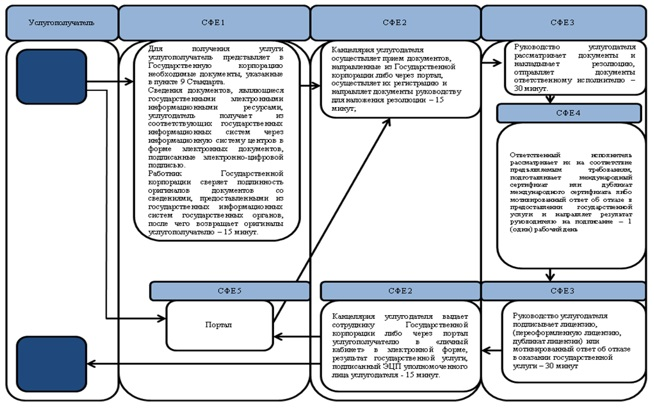 Услугополучатель
СФЕ1
СФЕ2
СФЕ3
Для получения услуги
услугополучатель представляет в
Государственную корпорацию
необходимые документы, указанные
в пункте 9 Стандарта.
Сведения документов, являющиеся
государственными электронными
информационными ресурсами,
услугодатель получает из
соответствующих государственных
информационных систем через
информационную систему центров в
форме электронных документов,
подписанные электронно-цифровой
подписью.
Работник Государственной
корпорации сверяет подлинность
оригиналов документов со
сведениями, предоставленными из
государственных информационных
систем государственных органов,
после чего возвращает оригиналы
услугополучателю – 15 минут.
Канцелярия услугодателя
осуществляет прием документов,
направленные из Государственной
корпорации либо через портал,
осуществляет их регистрацию и
направляет документы руководству
для наложения резолюции – 15
минут,
Руководство услугодателя
рассматривает документы и
накладывает резолюцию,
отправляет документы
ответственному исполнителю –
30 минут.
СФЕ4
Ответственный исполнитель
рассматривает их на соответствие
предъявляемым требованиям,
подготавливает международный
сертификат или дубликат
международного сертификата либо
мотивированный ответ об отказе в
предоставлении государственной
услуги и направляет результат
руководителю на подписание – 1
(один) рабочий день
СФЕ5
СФЕ2
СФЕ3
Портал
Канцелярия услугодателя выдает
сотруднику Государственной
корпорации либо через портал
услугополучателю в «личный
кабинет» в электронной форме,
результат государственной услуги,
подписанный ЭЦП уполномоченного
лица услугодателя - 15 минут.
Руководство услугодателя
подписывает лицензию,
(переоформленную лицензию,
дубликат лицензии) или
мотивированный ответ об отказе
в оказании государственной
услуги – 30 минут